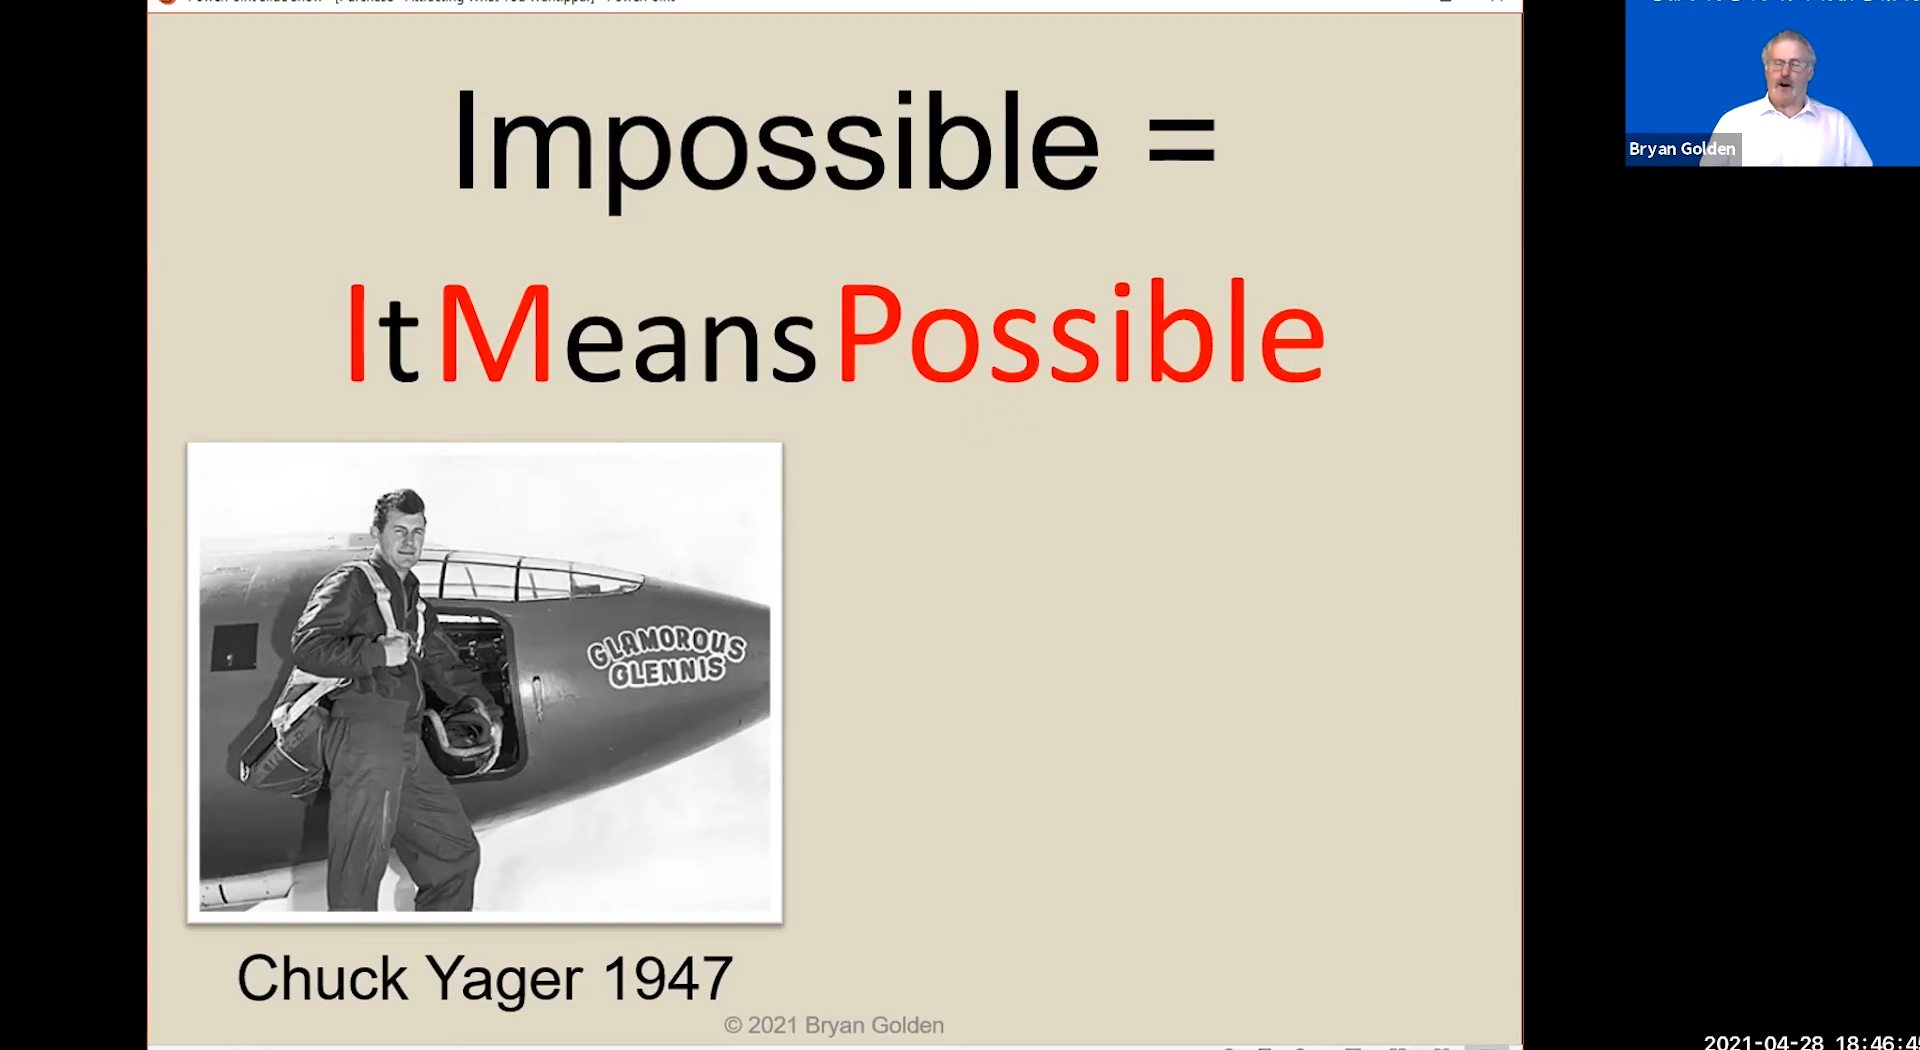 Impossible =
It Means Possible
GLAMOROUS
GLENNIS
Chuck Yager 1947
© 2021 Bryan Golden
Bryan Golden
2021-04-28 18:46:4